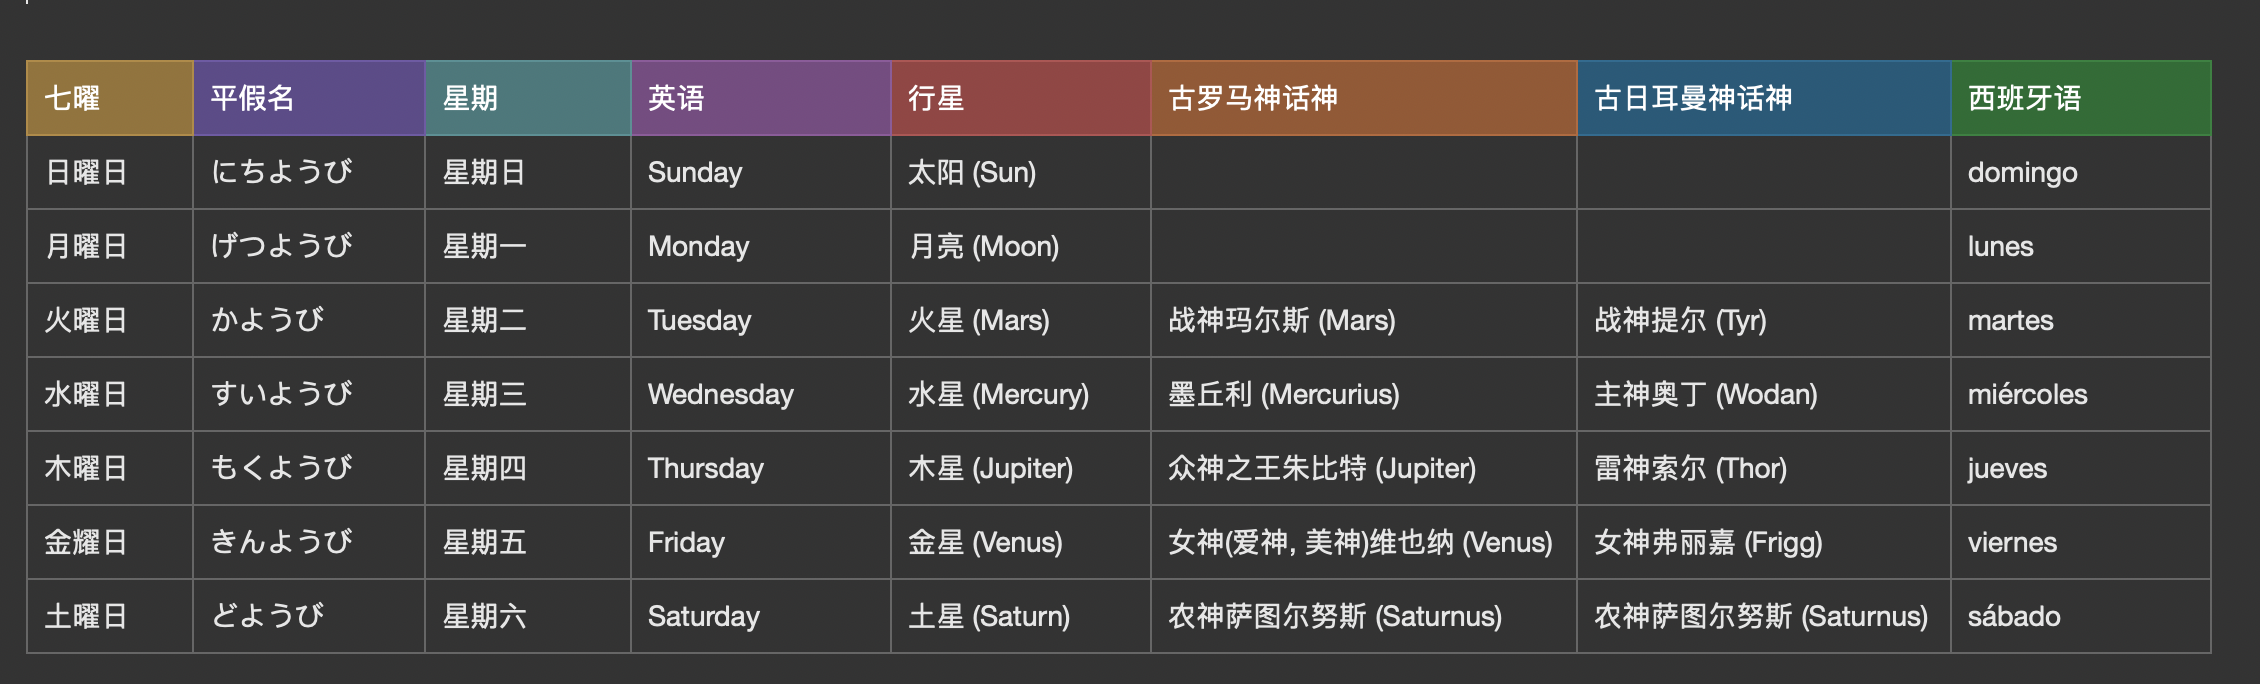 七曜 平假名 星期 英语 行星 古罗马神话神 古日耳曼神话神 西班牙语
日曜日 にちようび 星期日 Sunday 太阳 (Sun) domingo
月曜日 げつようび 星期一 Monday 月亮 (Moon) lunes
火曜日 かようび 星期二 Tuesday 火星 (Mars) 战神玛尔斯 (Mars) 战神提尔 (Tyr) martes
水曜日 すいようび 星期三 Wednesday 水星 (Mercury) 墨丘利 (Mercurius) 主神奥丁 (Wodan) miércoles
木曜日 もくようび 星期四 Thursday 木星 (Jupiter) 众神之王朱比特 (Jupiter) 雷神索尔 (Thor) jueves
金耀日 きんようび 星期五 Friday 金星 (Venus) 女神(爱神, 美神)维也纳 (Venus) 女神弗丽嘉 (Frigg) viernes
土曜日 どようび 星期六 Saturday 土星 (Saturn) 农神萨图尔努斯 (Saturnus) 农神萨图尔努斯 (Saturnus) sábado